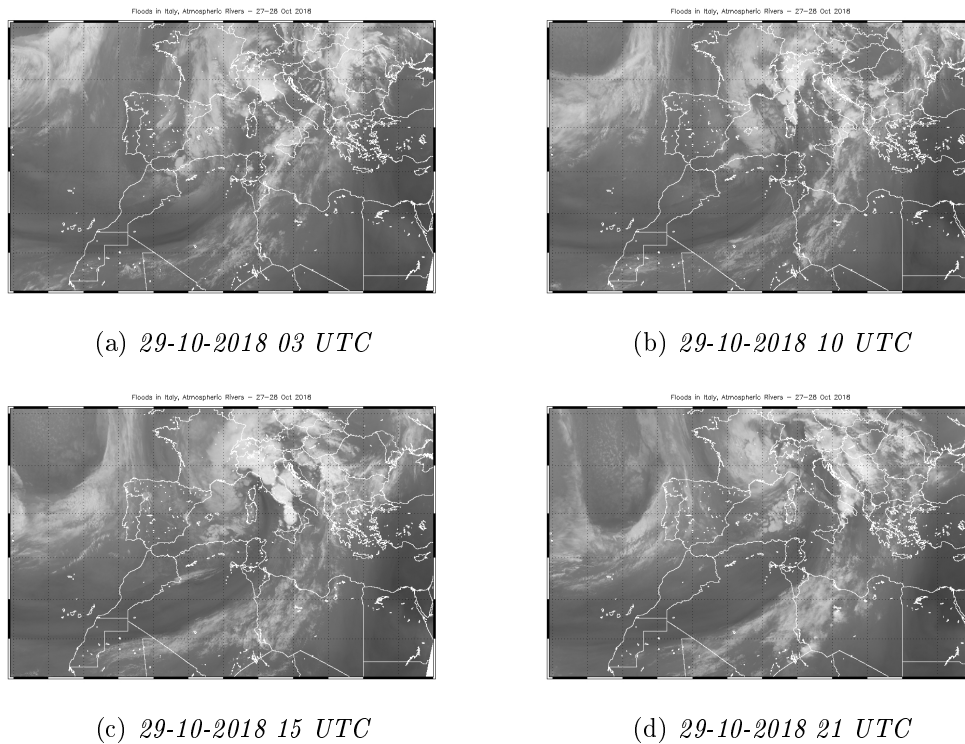 Floods in Italy, Atmospheric Rivers - 27-28 Oct 2018
Floods in Italy, Atmospheric Rivers - 27-28 Oct 2018
(a) 29-10-2018 03 UTC
(b) 29-10-2018 10 UTC
Floods in Italy, Atmospheric Rivers - 27-28 Oct 2018
Floods in Italy, Atmospheric Rivers - 27-28 Oct 2018
(c) 29-10-2018 15 UTC
(d) 29-10-2018 21 UTC